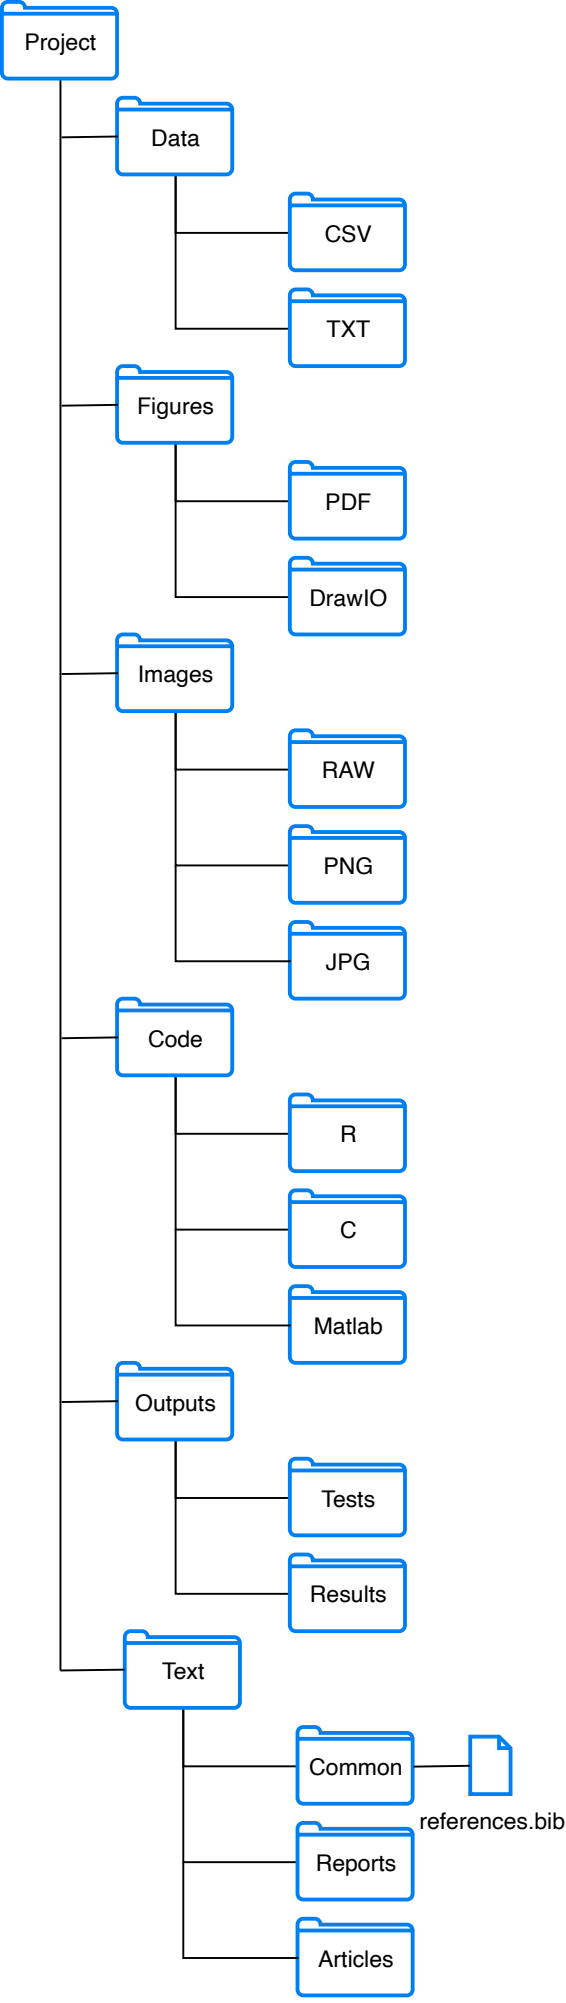 Project
Data
CSV
TXT
Figures
PDF
DrawIO
Images
RAW
PNG
JPG
Code
R
C
Matlab
Outputs
Tests
Results
Text
Common
references.bib
Reports
Articles